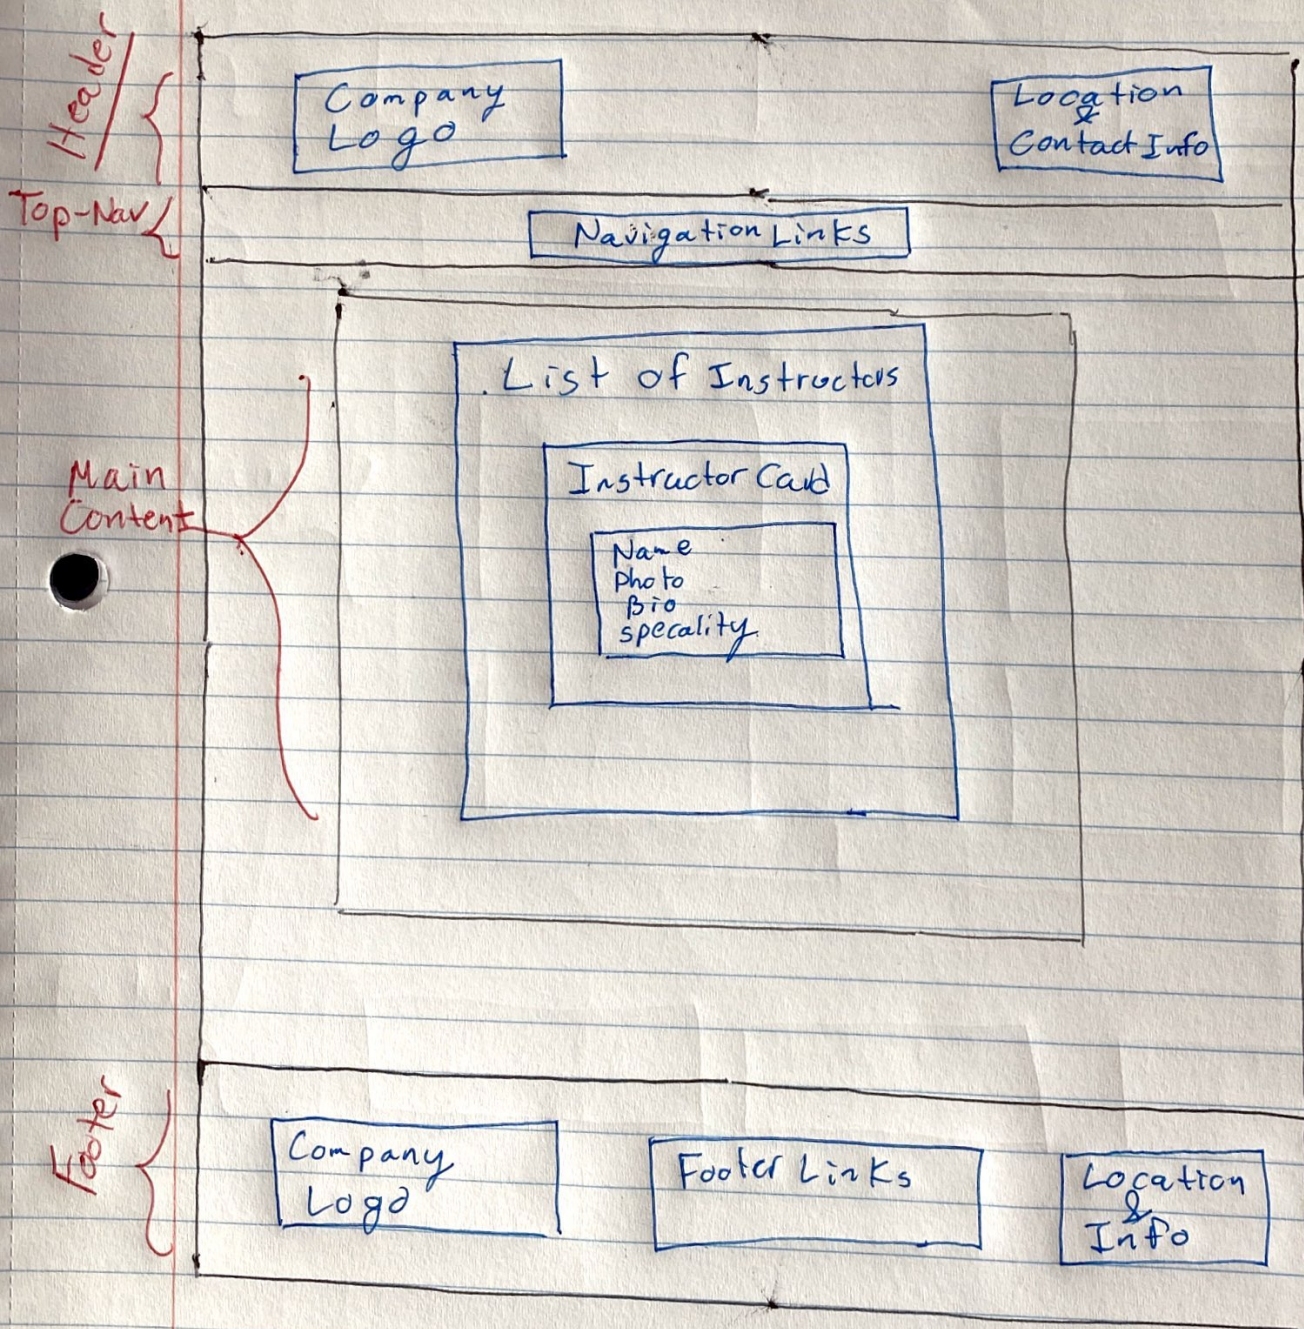 Header
Company
Logo
Location
&
Contact Info
Top-Nav
Navigation Links
Main
Content
List of Instructors
Instructor Card
Name
Photo
Bio
specality
Footer
Company
Logo
Footer Links
Location
&
Info